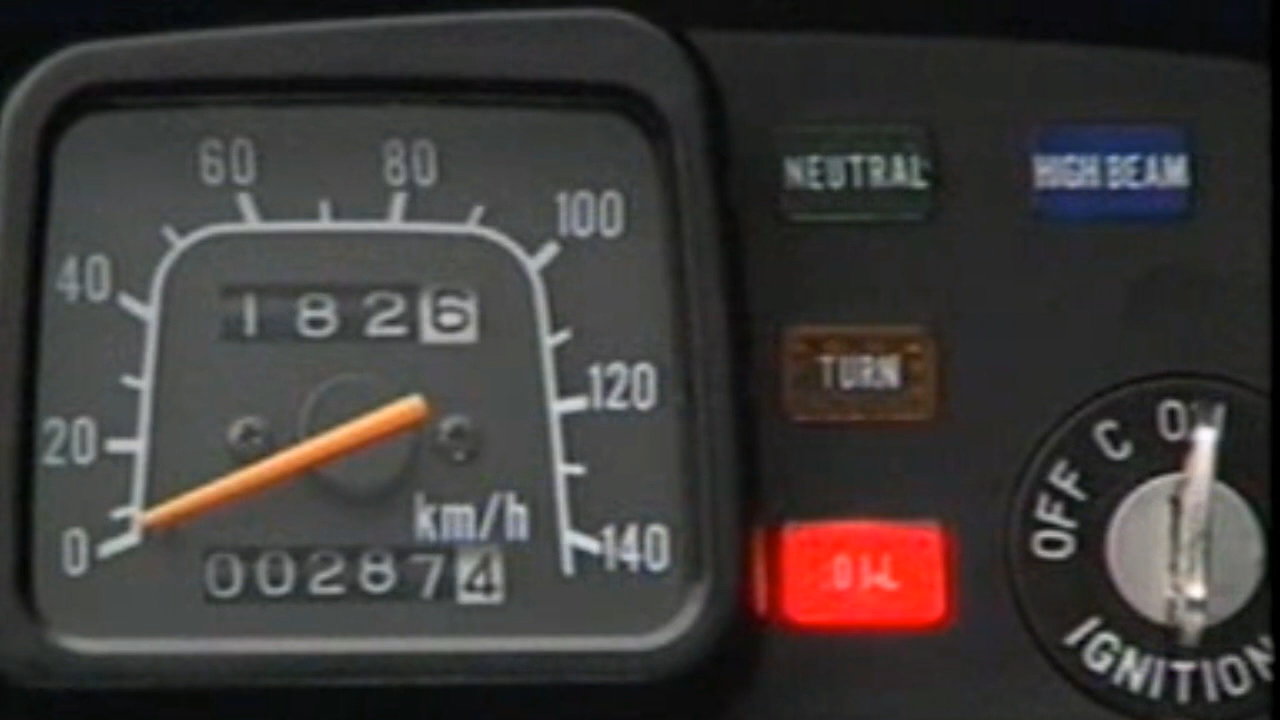 60 80
100
40
1826
120
20
km/h
0
140
002874
NEUTRAL
HIGH BEAM
TURN
OIL
OFF C ON
IGNITION